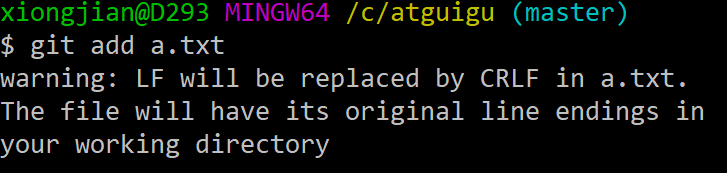 xiongjian@D293 MINGW64 /c/atguigu (master)
$ git add a.txt
warning: LF will be replaced by CRLF in a.txt.
The file will have its original line endings in
your working directory